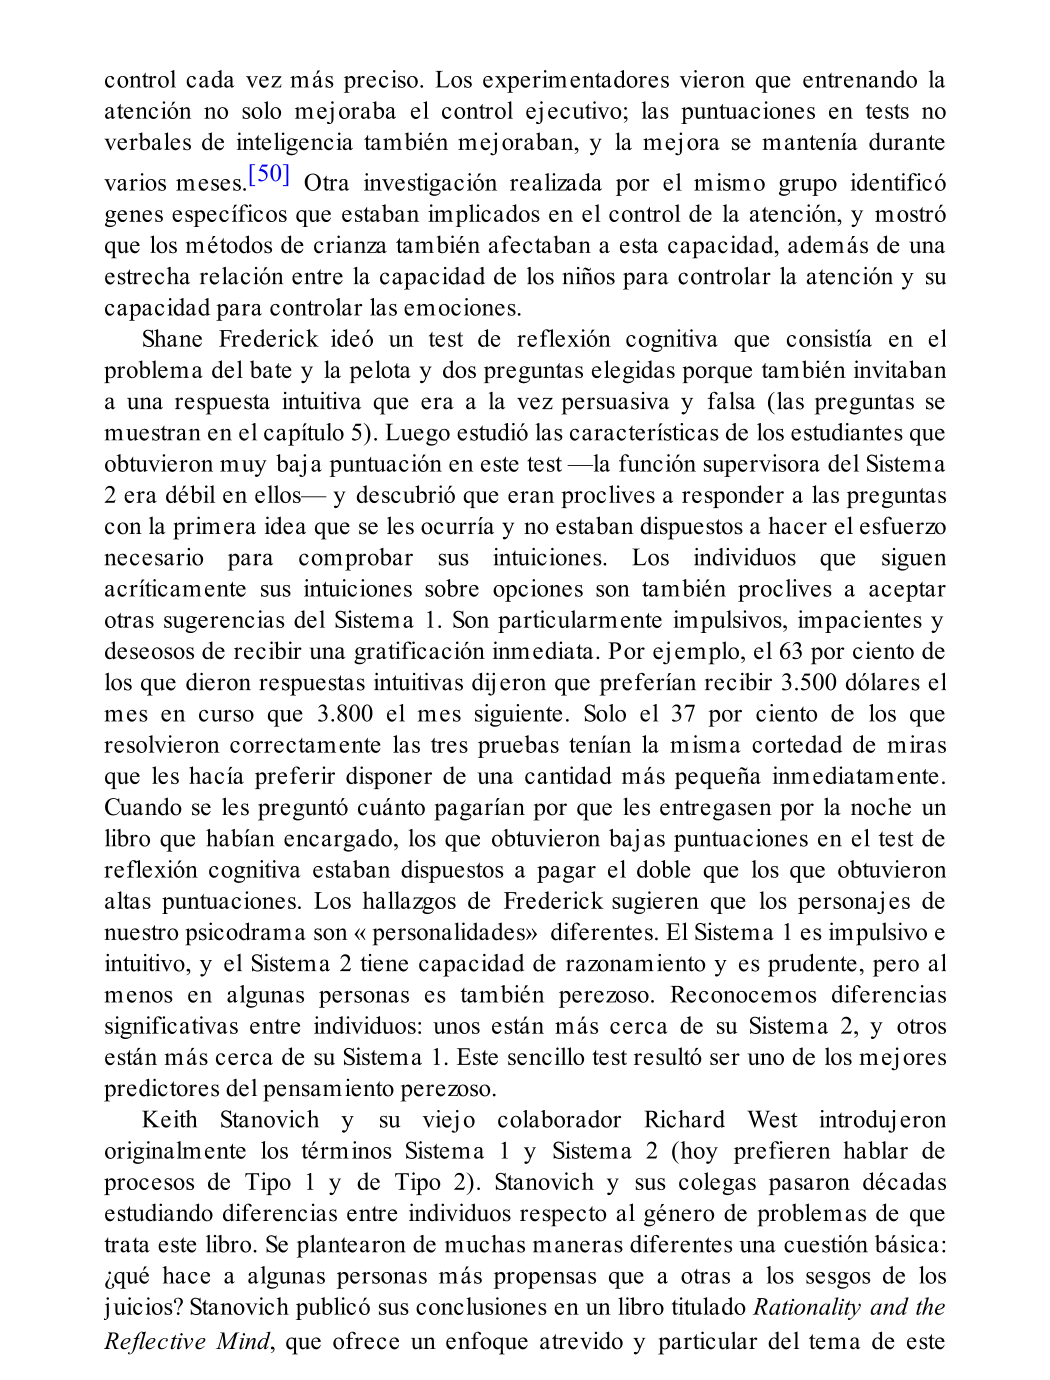 control cada vez más preciso. Los experimentadores vieron que entrenando la
atención no solo mejoraba el control ejecutivo; las puntuaciones en tests no
verbales de inteligencia también mejoraban, y la mejora se mantenía durante
varios meses.[50] Otra investigación realizada por el mismo grupo identificó
genes específicos que estaban implicados en el control de la atención, y mostró
que los métodos de crianza también afectaban a esta capacidad, además de una
estrecha relación entre la capacidad de los niños para controlar la atención y su
capacidad para controlar las emociones.
Shane Frederick ideó un test de reflexión cognitiva que consistía en el
problema del bate y la pelota y dos preguntas elegidas porque también invitaban
a una respuesta intuitiva que era a la vez persuasiva y falsa (las preguntas se
muestran en el capítulo 5). Luego estudió las características de los estudiantes que
obtuvieron muy baja puntuación en este test —la función supervisora del Sistema
2 era débil en ellos— y descubrió que eran proclives a responder a las preguntas
con la primera idea que se les ocurría y no estaban dispuestos a hacer el esfuerzo
necesario para comprobar sus intuiciones. Los individuos que siguen
acríticamente sus intuiciones sobre opciones son también proclives a aceptar
otras sugerencias del Sistema 1. Son particularmente impulsivos, impacientes y
deseosos de recibir una gratificación inmediata. Por ejemplo, el 63 por ciento de
los que dieron respuestas intuitivas dijeron que preferían recibir 3.500 dólares el
mes en curso que 3.800 el mes siguiente. Solo el 37 por ciento de los que
resolvieron correctamente las tres pruebas tenían la misma cortedad de miras
que les hacía preferir disponer de una cantidad más pequeña inmediatamente.
Cuando se les preguntó cuánto pagarían por que les entregasen por la noche un
libro que habían encargado, los que obtuvieron bajas puntuaciones en el test de
reflexión cognitiva estaban dispuestos a pagar el doble que los que obtuvieron
altas puntuaciones. Los hallazgos de Frederick sugieren que los personajes de
nuestro psicodrama son « personalidades» diferentes. El Sistema 1 es impulsivo e
intuitivo, y el Sistema 2 tiene capacidad de razonamiento y es prudente, pero al
menos en algunas personas es también perezoso. Reconocemos diferencias
significativas entre individuos: unos están más cerca de su Sistema 2, y otros
están más cerca de su Sistema 1. Este sencillo test resultó ser uno de los mejores
predictores del pensamiento perezoso.
Keith Stanovich y su viejo colaborador Richard West introdujeron
originalmente los términos Sistema 1 y Sistema 2 (hoy prefieren hablar de
procesos de Tipo 1 y de Tipo 2). Stanovich y sus colegas pasaron décadas
estudiando diferencias entre individuos respecto al género de problemas de que
trata este libro. Se plantearon de muchas maneras diferentes una cuestión básica:
¿qué hace a algunas personas más propensas que a otras a los sesgos de los
juicios? Stanovich publicó sus conclusiones en un libro titulado Rationality and the
Reflective Mind, que ofrece un enfoque atrevido y particular del tema de este